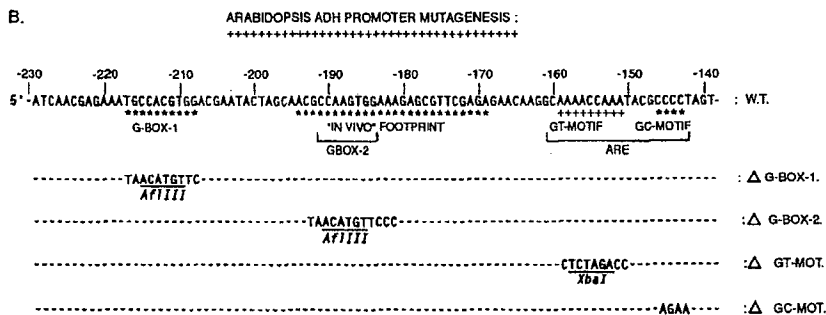 B.
ARABIDOPSIS ADH PROMOTER MUTAGENESIS :
++++++++++++++++++++++++++++++++++++
-230 -220 -210 -200 -190 -180 -170 -160 -150 -140
5'-ATCAACGAGAAATGCCACGTGGACGAATACTAGCAACGCCAAGTGGAAAGAGCGTTCGAGAGAACAAGGCAAAACCAAATACGCCCCTAGT- : W.T.
G-BOX-1 "IN VIVO" FOOTPRINT GT-MOTIF GC-MOTIF
GBOX-2 ARE
TAACATGTTC :Δ G-BOX-1.
AflIII
TAACATGTTCCC :Δ G-BOX-2.
AflIII
CTCTAGACC :Δ GT-MOT.
XbaI
AGAA :Δ GC-MOT.